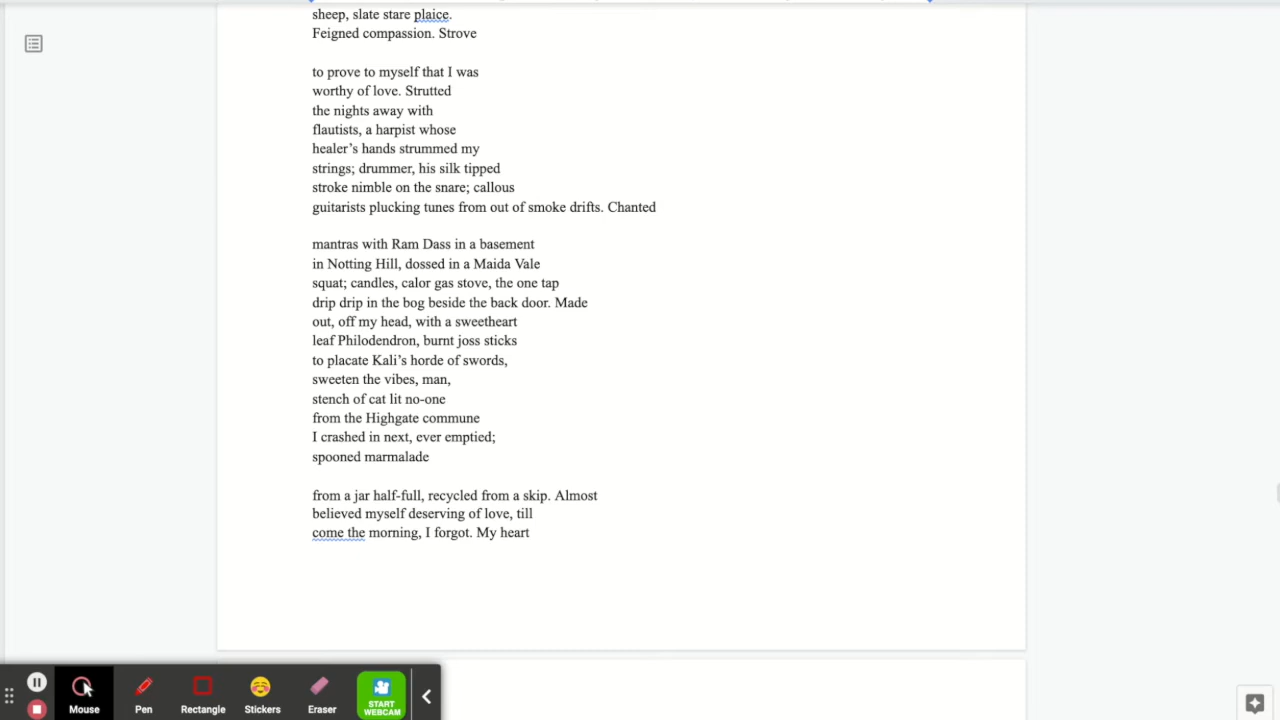 sheep, slate stare plaice.
Feigned compassion. Strove
to prove to myself that I was
worthy of love. Strutted
the nights away with
flautists, a harpist whose
healer’s hands strummed my
strings; drummer, his silk tipped
stroke nimble on the snare; callous
guitarists plucking tunes from out of smoke drifts. Chanted
mantras with Ram Dass in a basement
in Notting Hill, dossed in a Maida Vale
squat; candles, calor gas stove, the one tap
drip drip in the bog beside the back door. Made
out, off my head, with a sweetheart
leaf Philodendron, burnt joss sticks
to placate Kali’s horde of swords,
sweeten the vibes, man,
stench of cat lit no-one
from the Highgate commune
I crashed in next, ever emptied;
spooned marmalade
from a jar half-full, recycled from a skip. Almost
believed myself deserving of love, till
come the morning, I forgot. My heart
Mouse
Pen
Rectangle
Stickers
Eraser
START
WEBCAM